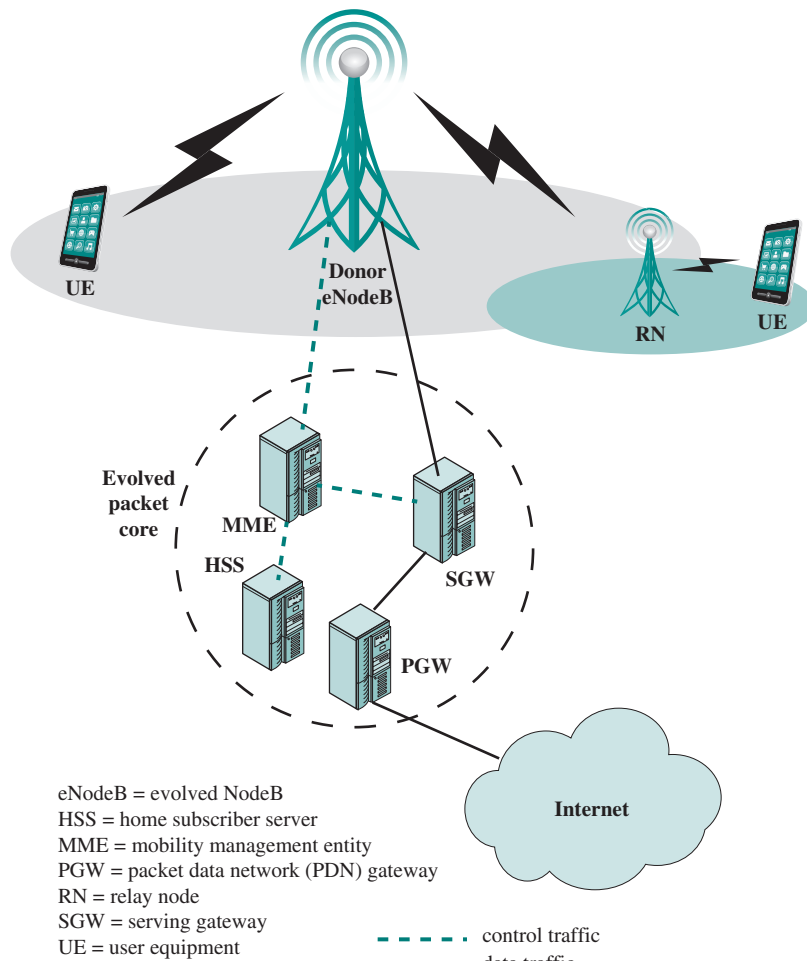 Donor
eNodeB
UE
RN
UE
Evolved
packet
core
MME
HSS
SGW
PGW
Internet
eNodeB = evolved NodeB
HSS = home subscriber server
MME = mobility management entity
PGW = packet data network (PDN) gateway
RN = relay node
SGW = serving gateway
UE = user equipment
control traffic
data traffic